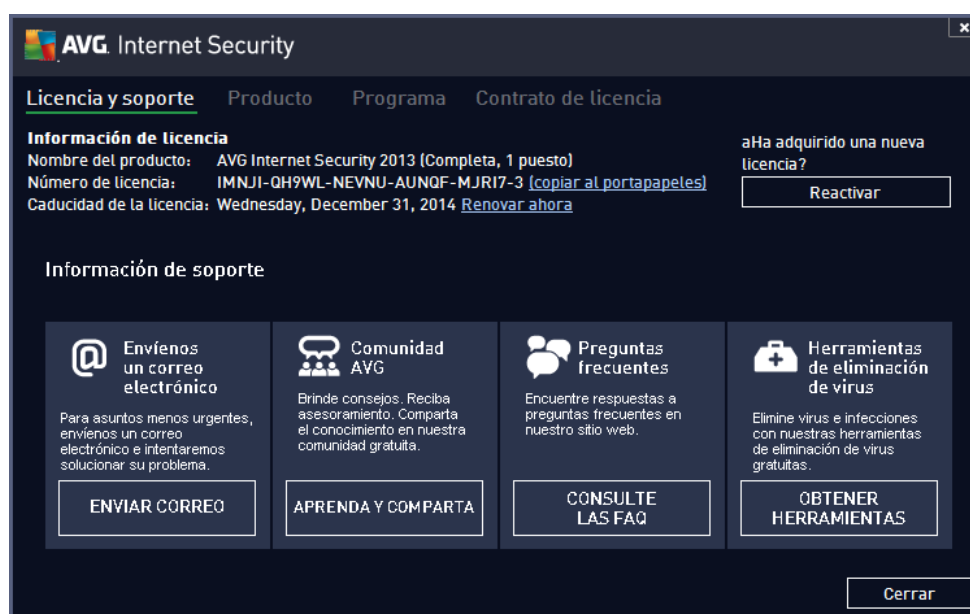 AVG. Internet Security
Licencia y soporte Producto Programa Contrato de licencia
Información de licencia
Nombre del producto: AVG Internet Security 2013 (Completa, 1 puesto)
Número de licencia: IMNJI-QH9WL-NEVNU-AUNQF-MJRI7-3 (copiar al portapapeles)
Caducidad de la licencia: Wednesday, December 31, 2014 Renovar ahora
aHa adquirido una nueva
licencia?
Reactivar
Información de soporte
Envíenos
un correo
electrónico
Para asuntos menos urgentes,
envíenos un correo
electrónico e intentaremos
solucionar su problema.
ENVIAR CORREO
Comunidad
AVG
Brinde consejos. Reciba
asesoramiento. Comparta
el conocimiento en nuestra
comunidad gratuita.
APRENDA Y COMPARTA
Preguntas
frecuentes
Encuentre respuestas a
preguntas frecuentes en
nuestro sitio web.
CONSULTE
LAS FAQ
Herramientas
de eliminación
de virus
Elimine virus e infecciones
con nuestras herramientas
de eliminación de virus
gratuitas.
OBTENER
HERRAMIENTAS
Cerrar